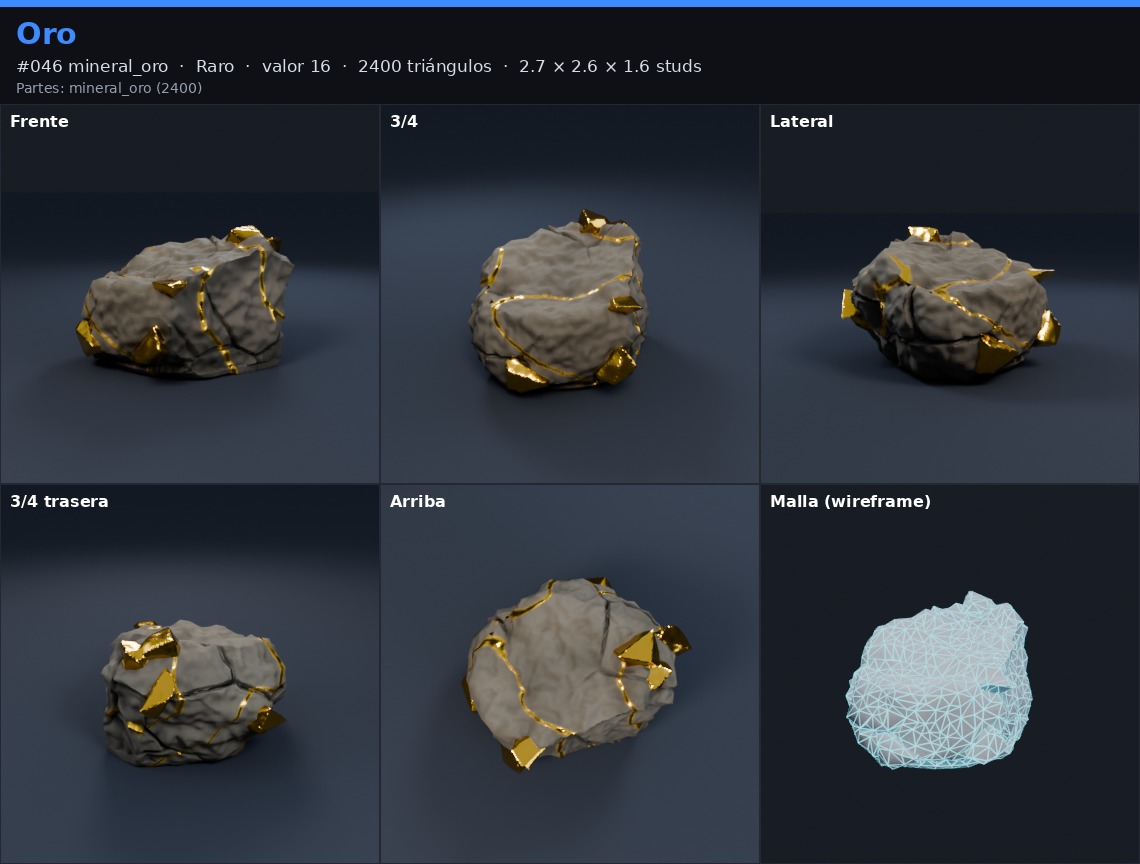 Oro
#046 mineral_oro · Raro · valor 16 · 2400 triángulos · 2.7 × 2.6 × 1.6 studs
Partes: mineral_oro (2400)
Frente
3/4
Lateral
3/4 trasera
Arriba
Malla (wireframe)